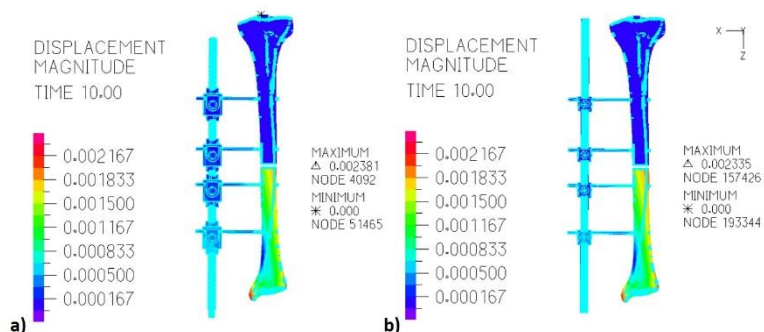 DISPLACEMENT
MAGNITUDE
TIME 10.00
0.002167
0.001833
0.001500
0.001167
0.000833
0.000500
0.000167
MAXIMUM
△ 0.002381
NODE 4092
MINIMUM
✳ 0.000
NODE 51465
a)
DISPLACEMENT
MAGNITUDE
TIME 10.00
0.002167
0.001833
0.001500
0.001167
0.000833
0.000500
0.000167
X Y
Z
MAXIMUM
△ 0.002335
NODE 157426
MINIMUM
✳ 0.000
NODE 193344
b)